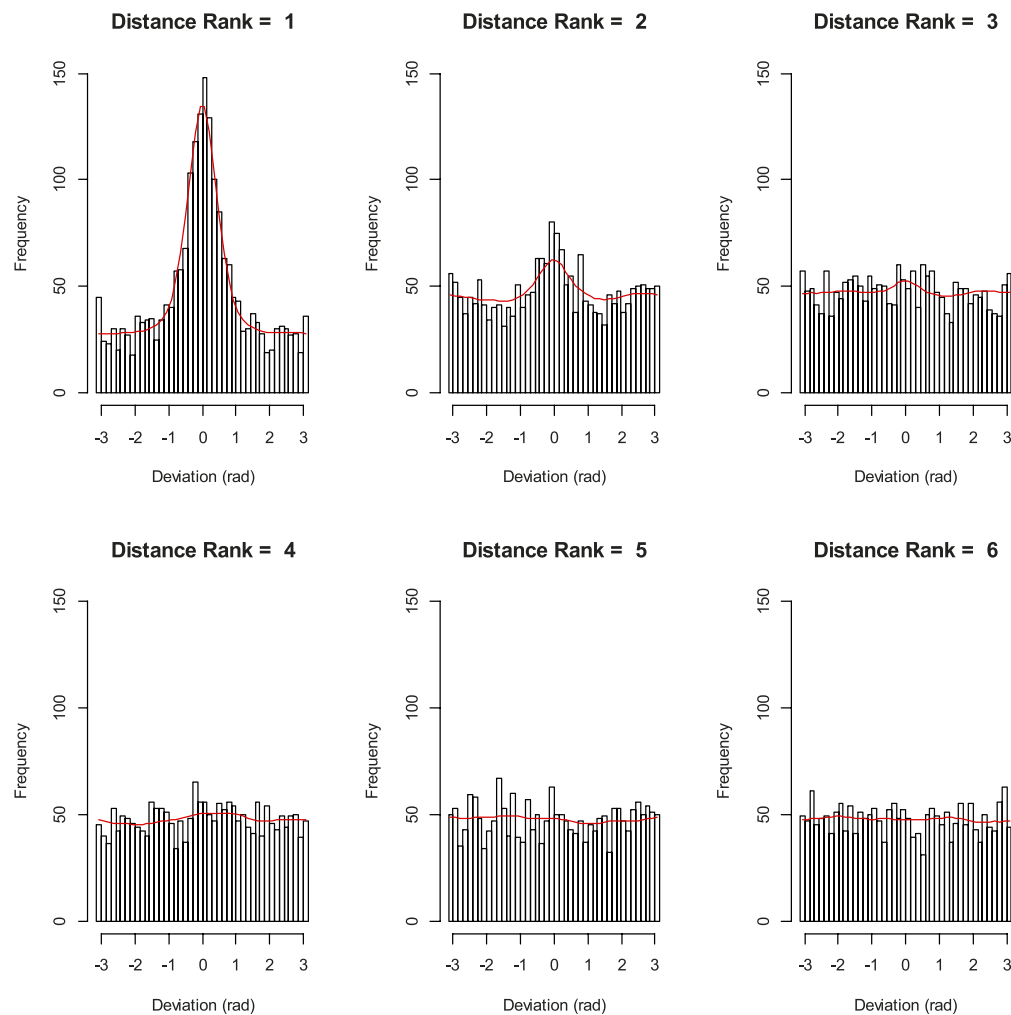 Distance Rank = 1
150
100
50
0
Frequency
-3 -2 -1 0 1 2 3
Deviation (rad)
Distance Rank = 2
150
100
50
0
Frequency
-3 -2 -1 0 1 2 3
Deviation (rad)
Distance Rank = 3
150
100
50
0
Frequency
-3 -2 -1 0 1 2 3
Deviation (rad)
Distance Rank = 4
150
100
50
0
Frequency
-3 -2 -1 0 1 2 3
Deviation (rad)
Distance Rank = 5
150
100
50
0
Frequency
-3 -2 -1 0 1 2 3
Deviation (rad)
Distance Rank = 6
150
100
50
0
Frequency
-3 -2 -1 0 1 2 3
Deviation (rad)